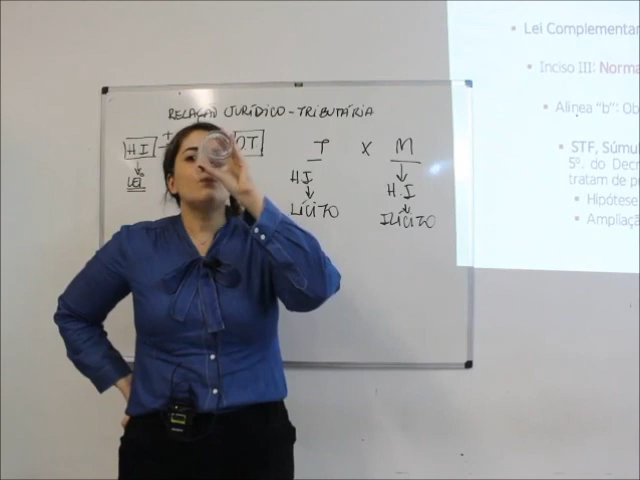 RELAÇÃO JURÍDICO-TRIBUTÁRIA
HI + OT
LEI
T X M
HI
LÍCITO
H.I
ILÍCITO
Lei Complementar
Inciso III: Norma
Alínea "b": Ob
STF, Súmul
5º. do Decr
tratam de p
Hipótese
Ampliaçã